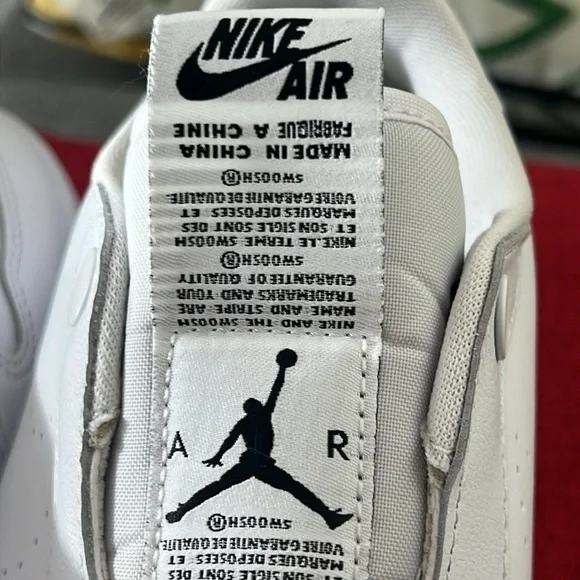 NIKE
AIR
NIKE AND THE SWOOSH
NAME AND STRIPE ARE
TRADEMARKS AND YOUR
GUARANTEE OF QUALITY
SWOOSH®
NIKE.LE TERME SWOOSH
ET SON SIGLE SONT DES
MARQUES DEPOSEES ET
VOTRE GARANTIE DE QUALITE
SWOOSH®
MADE IN CHINA
FABRIQUE A CHINE
A R
ET SON SIGLE SONT DES
MARQUES DEPOSEES ET
VOTRE GARANTIE DE QUALITE
SWOOSH®